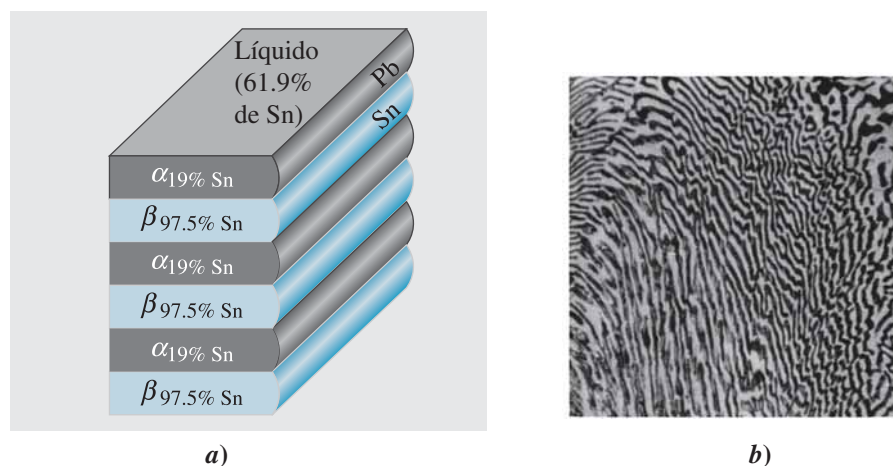 Líquido
(61.9%
de Sn)
Pb
Sn
α19% Sn
β97.5% Sn
α19% Sn
β97.5% Sn
α19% Sn
β97.5% Sn
a)
b)